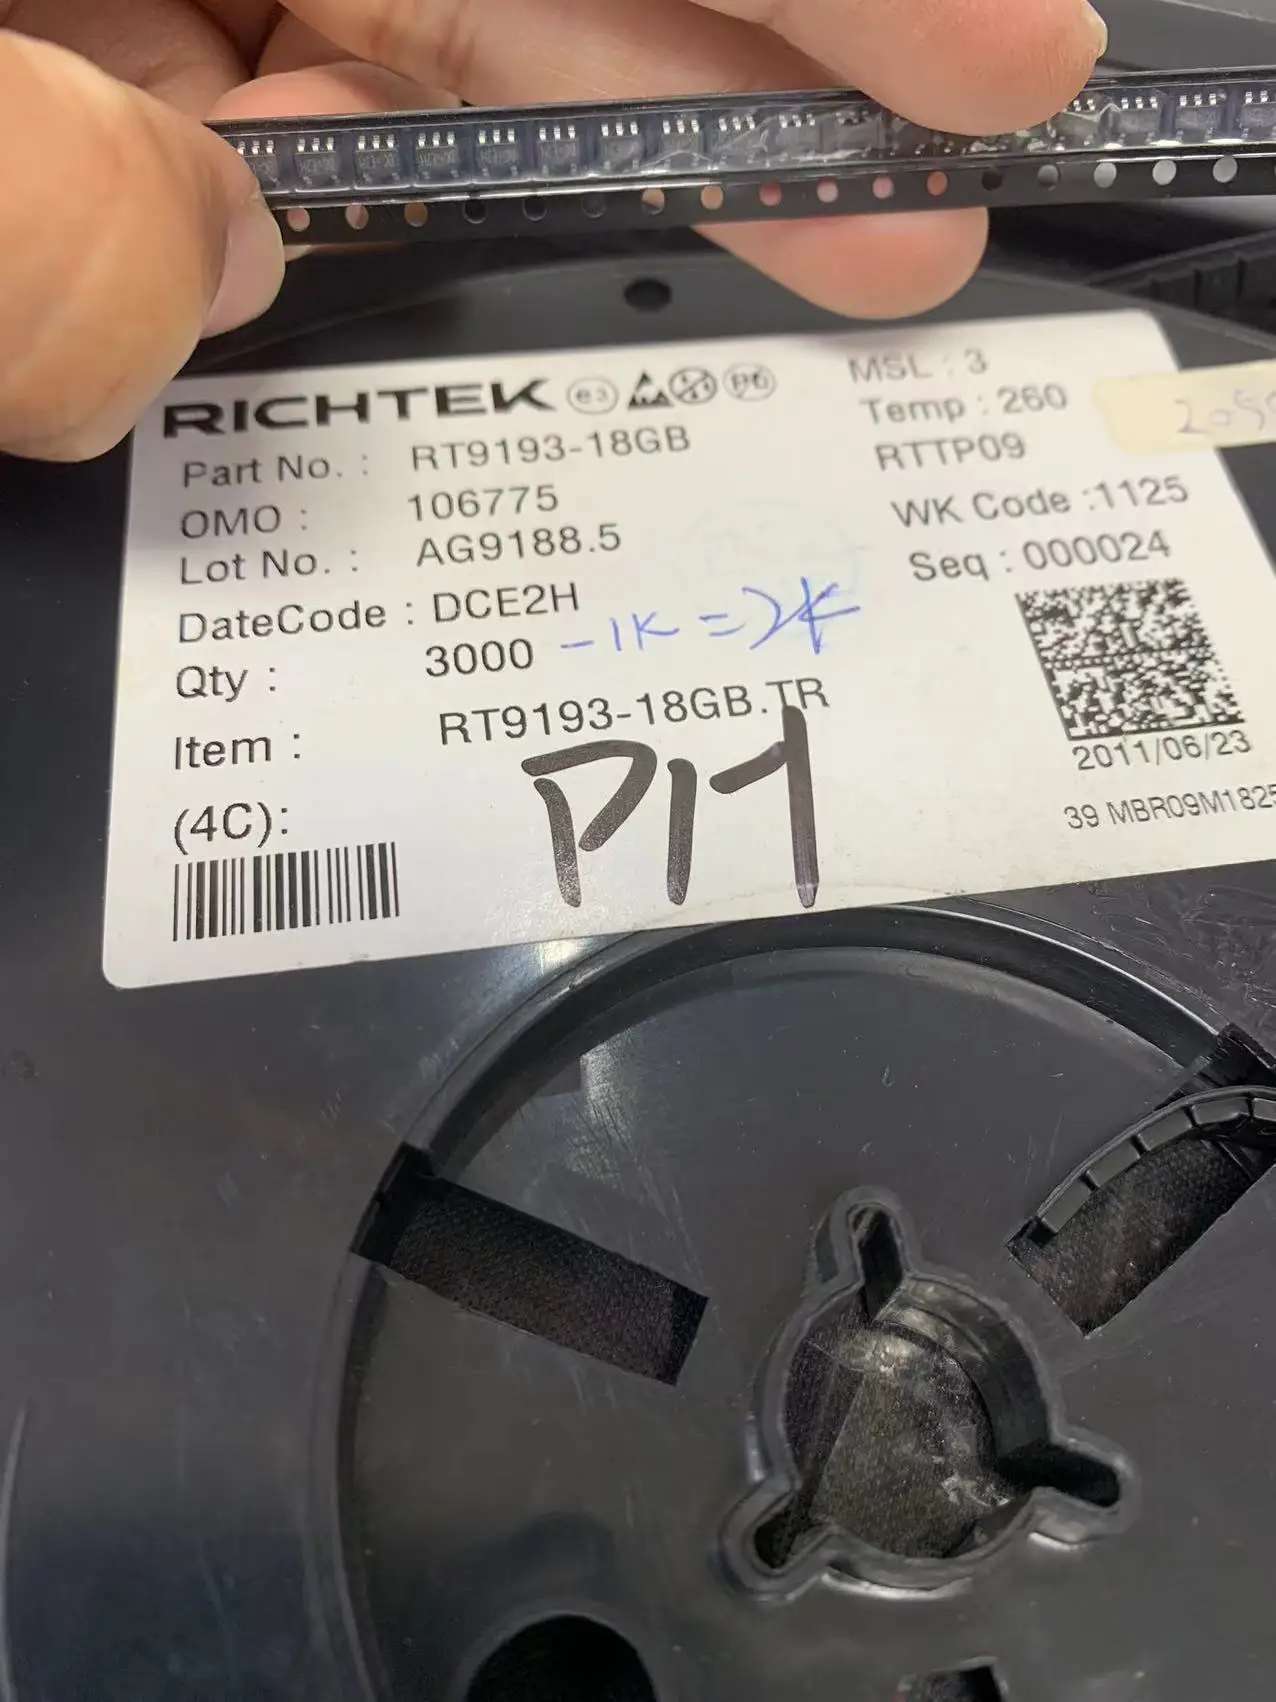 RICHTEK e3
Part No. : RT9193-18GB
OMO : 106775
Lot No. : AG9188.5
DateCode : DCE2H
Qty : 3000 -1K=2K
Item : RT9193-18GB.TR
(4C):
MSL : 3
Temp : 260
RTTP09
WK Code :1125
Seq : 000024
2011/06/23
39 MBR09M1825